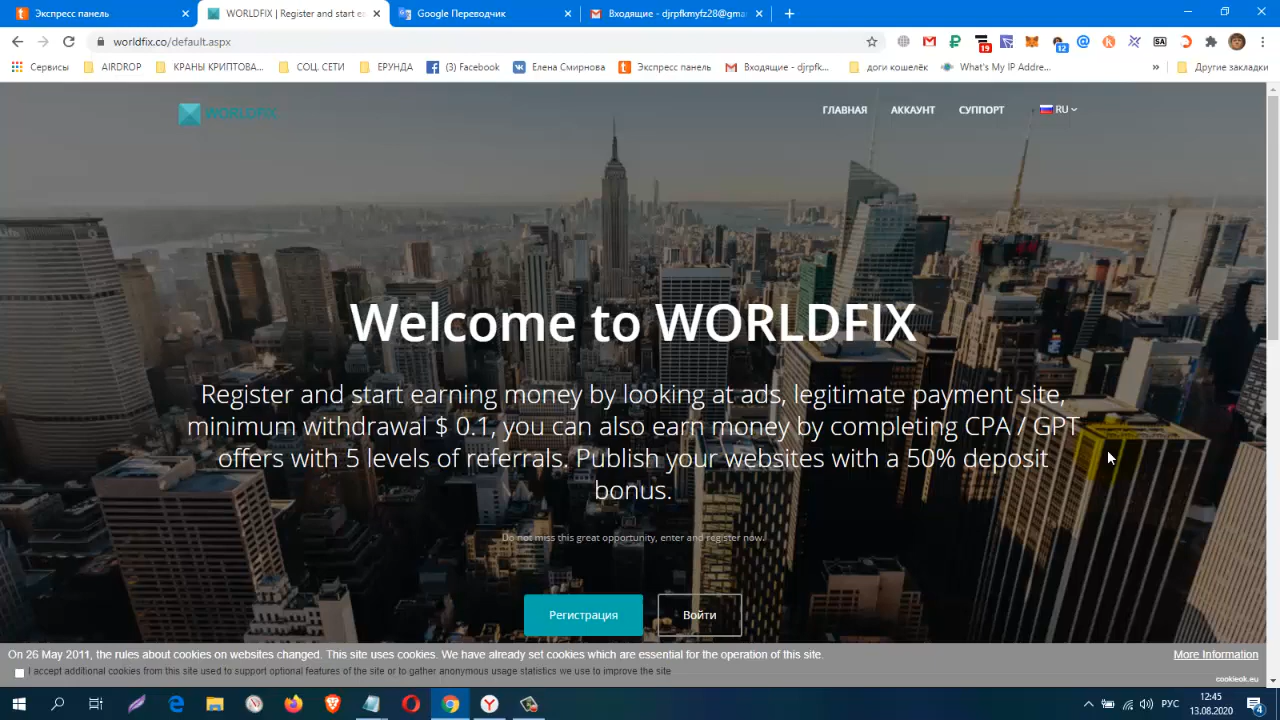 Экспресс панель
WORLDFIX | Register and start e
Google Переводчик
Входящие - djrpfkmyfz28@gma
worldfix.co/default.aspx
19
12
SA
Сервисы
AIRDROP
КРАНЫ КРИПТОВА...
СОЦ. СЕТИ
ЕРУНДА
(3) Facebook
Елена Смирнова
Экспресс панель
Входящие - djrpfk...
доги кошелёк
What's My IP Addre...
»
Другие закладки
WORLDFIX
ГЛАВНАЯ
АККАУНТ
СУППОРТ
RU
Welcome to WORLDFIX
Register and start earning money by looking at ads, legitimate payment site,
minimum withdrawal $ 0.1, you can also earn money by completing CPA / GPT
offers with 5 levels of referrals. Publish your websites with a 50% deposit
bonus.
Do not miss this great opportunity, enter and register now.
Регистрация
Войти
On 26 May 2011, the rules about cookies on websites changed. This site uses cookies. We have already set cookies which are essential for the operation of this site.
More Information
I accept additional cookies from this site used to support optional features of the site or to gather anonymous usage statistics we use to improve the site
cookieok.eu
РУС
12:45
13.08.2020
4